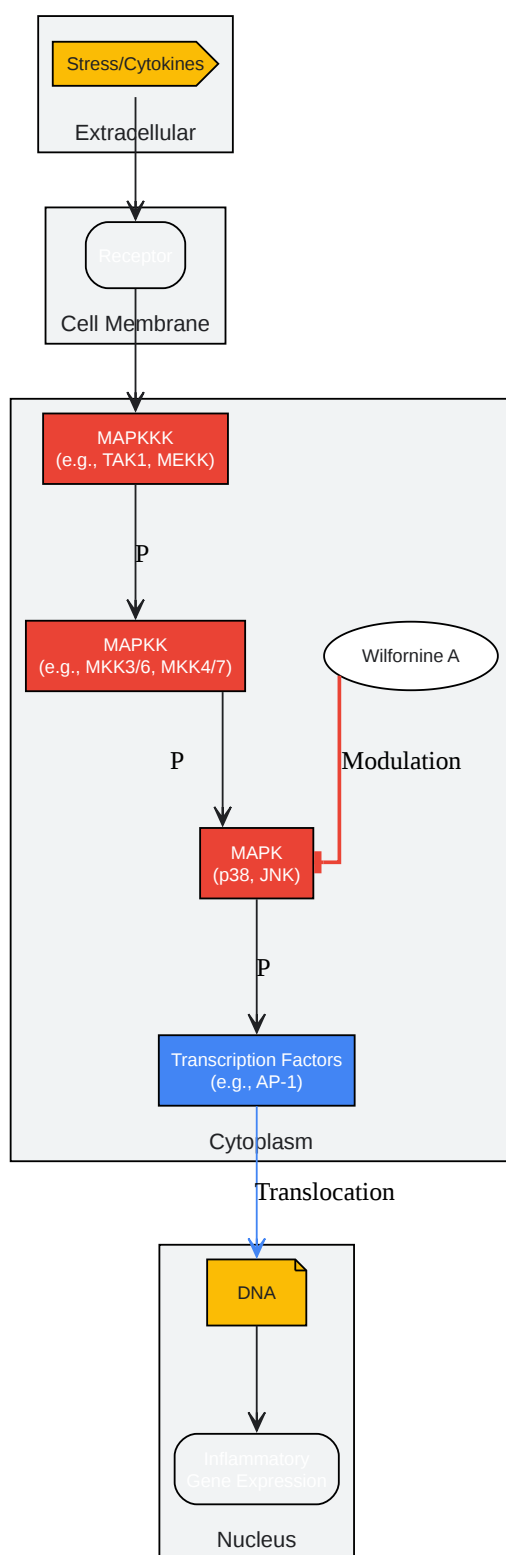 Stress/Cytokines
Extracellular
Receptor
Cell Membrane
MAPKKK
(e.g., TAK1, MEKK)
P
MAPKK
(e.g., MKK3/6, MKK4/7)
Wilfornine A
P
Modulation
MAPK
(p38, JNK)
P
Transcription Factors
(e.g., AP-1)
Cytoplasm
Translocation
DNA
Inflammatory
Gene Expression
Nucleus